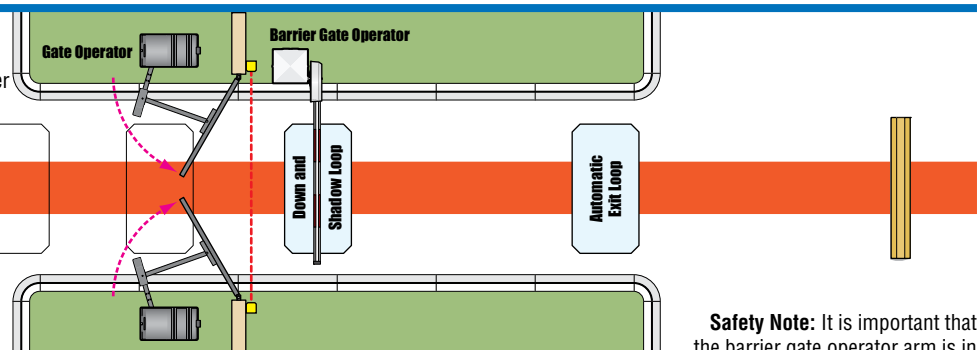 Gate Operator
Barrier Gate Operator
er
Down and
Shadow Loop
Automatic
Exit Loop
Safety Note: It is important that
the barrier gate operator arm is in